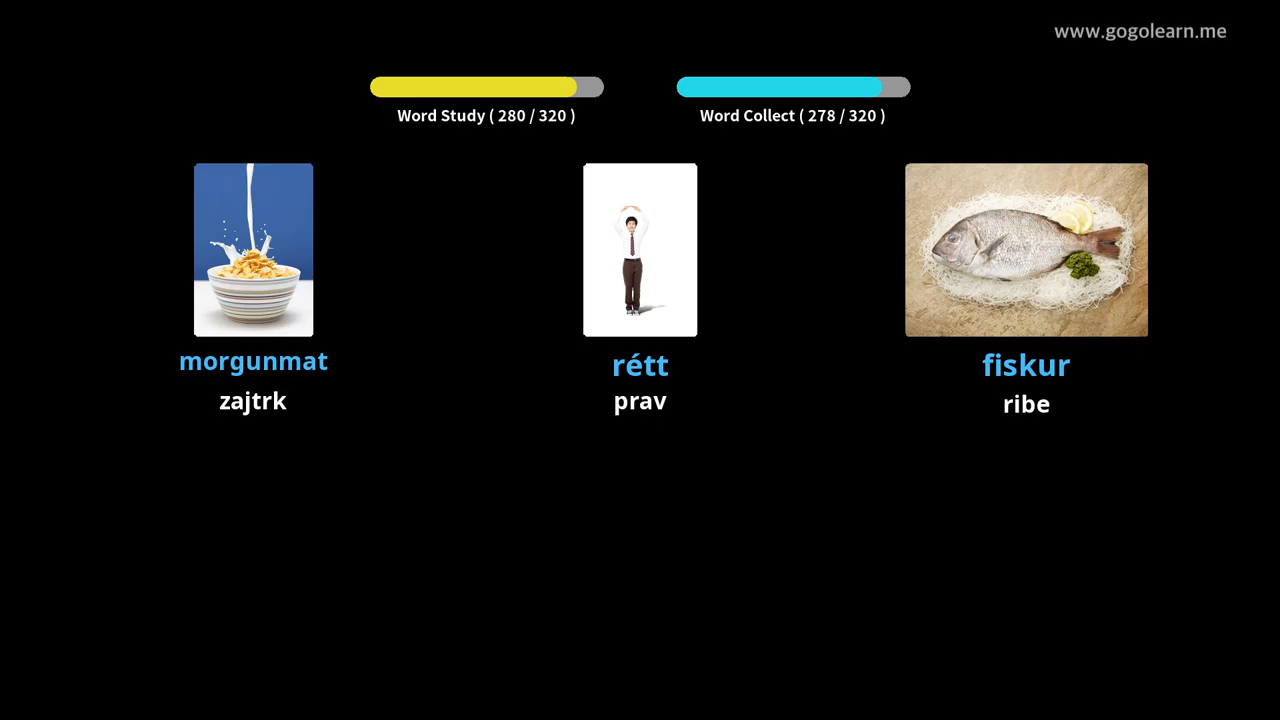 www.gogolearn.me
Word Study ( 280 / 320 )
Word Collect ( 278 / 320 )
morgunmat
rétt
fiskur
zajtrk
prav
ribe